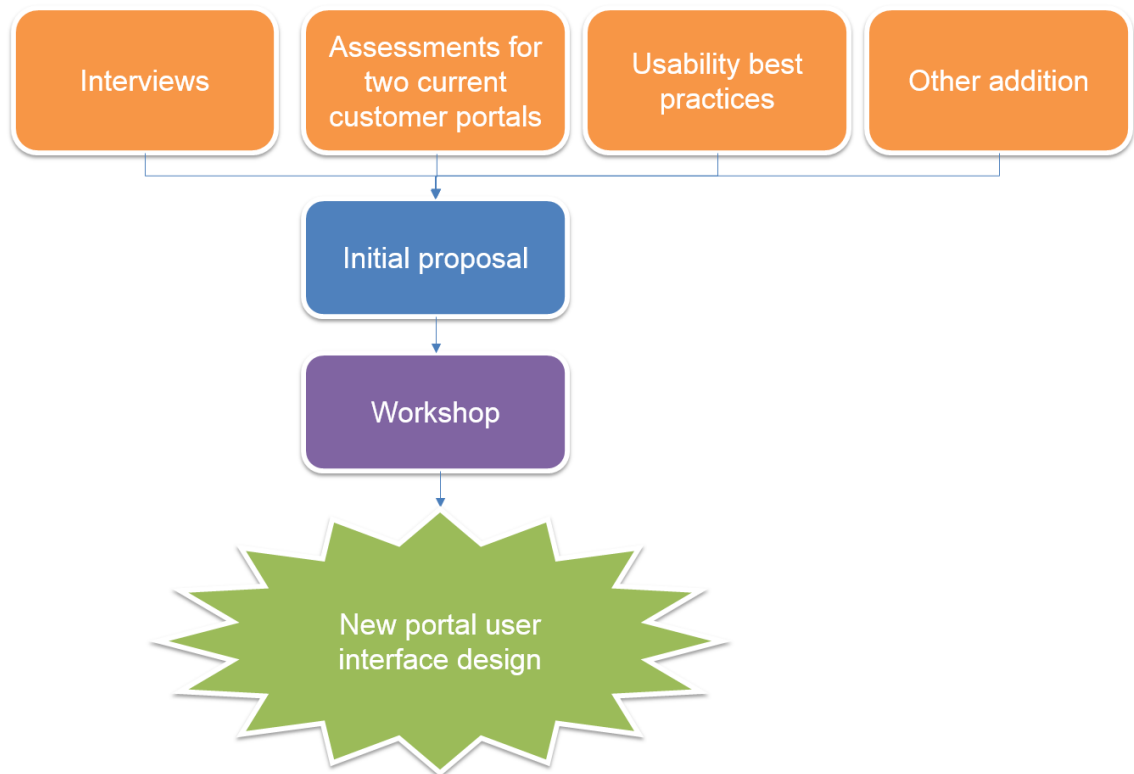 Interviews
Assessments for
two current
customer portals
Usability best
practices
Other addition
Initial proposal
Workshop
New portal user
interface design